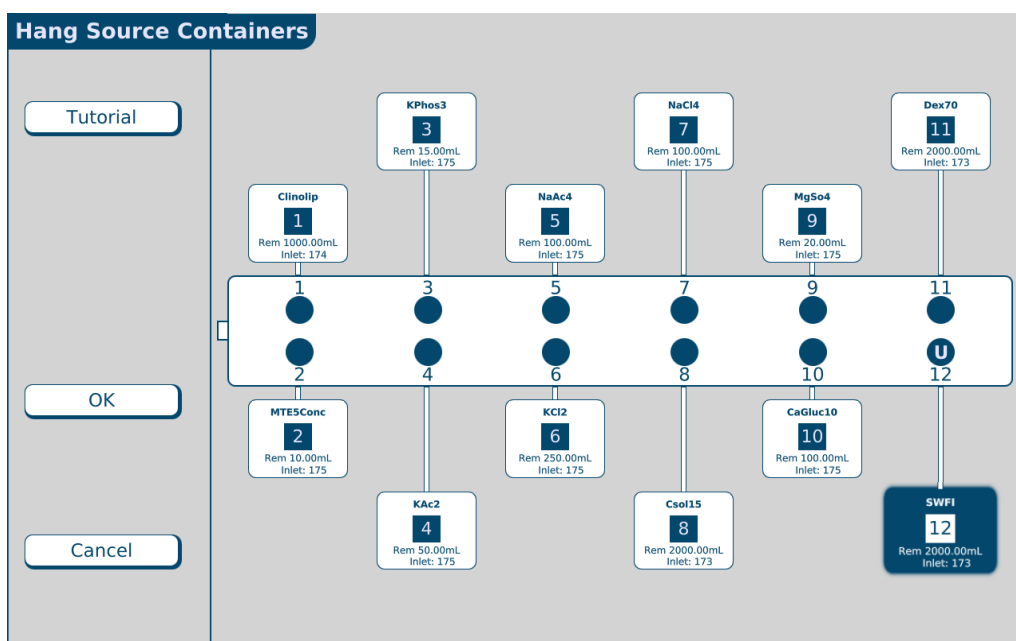 Hang Source Containers
Tutorial
OK
Cancel
KPhos3
3
Rem 15.00mL
Inlet: 175
NaCl4
7
Rem 100.00mL
Inlet: 175
Dex70
11
Rem 2000.00mL
Inlet: 173
Clinolip
1
Rem 1000.00mL
Inlet: 174
NaAc4
5
Rem 100.00mL
Inlet: 175
MgSo4
9
Rem 20.00mL
Inlet: 175
1 3 5 7 9 11
U
2 4 6 8 10 12
MTE5Conc
2
Rem 10.00mL
Inlet: 175
KCl2
6
Rem 250.00mL
Inlet: 175
CaGluc10
10
Rem 100.00mL
Inlet: 175
KAc2
4
Rem 50.00mL
Inlet: 175
Csol15
8
Rem 2000.00mL
Inlet: 173
SWFI
12
Rem 2000.00mL
Inlet: 173